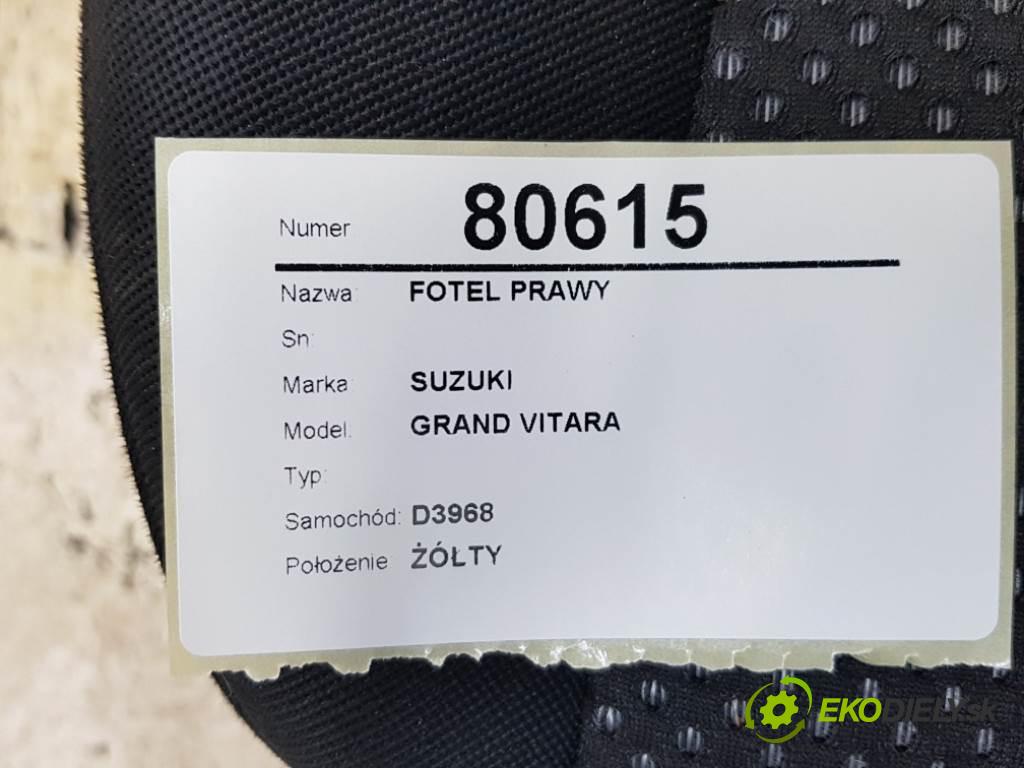 Numer 80615
Nazwa: FOTEL PRAWY
Sn:
Marka: SUZUKI
Model: GRAND VITARA
Typ:
Samochód: D3968
Położenie ŻÓŁTY
EKODIELY.sk